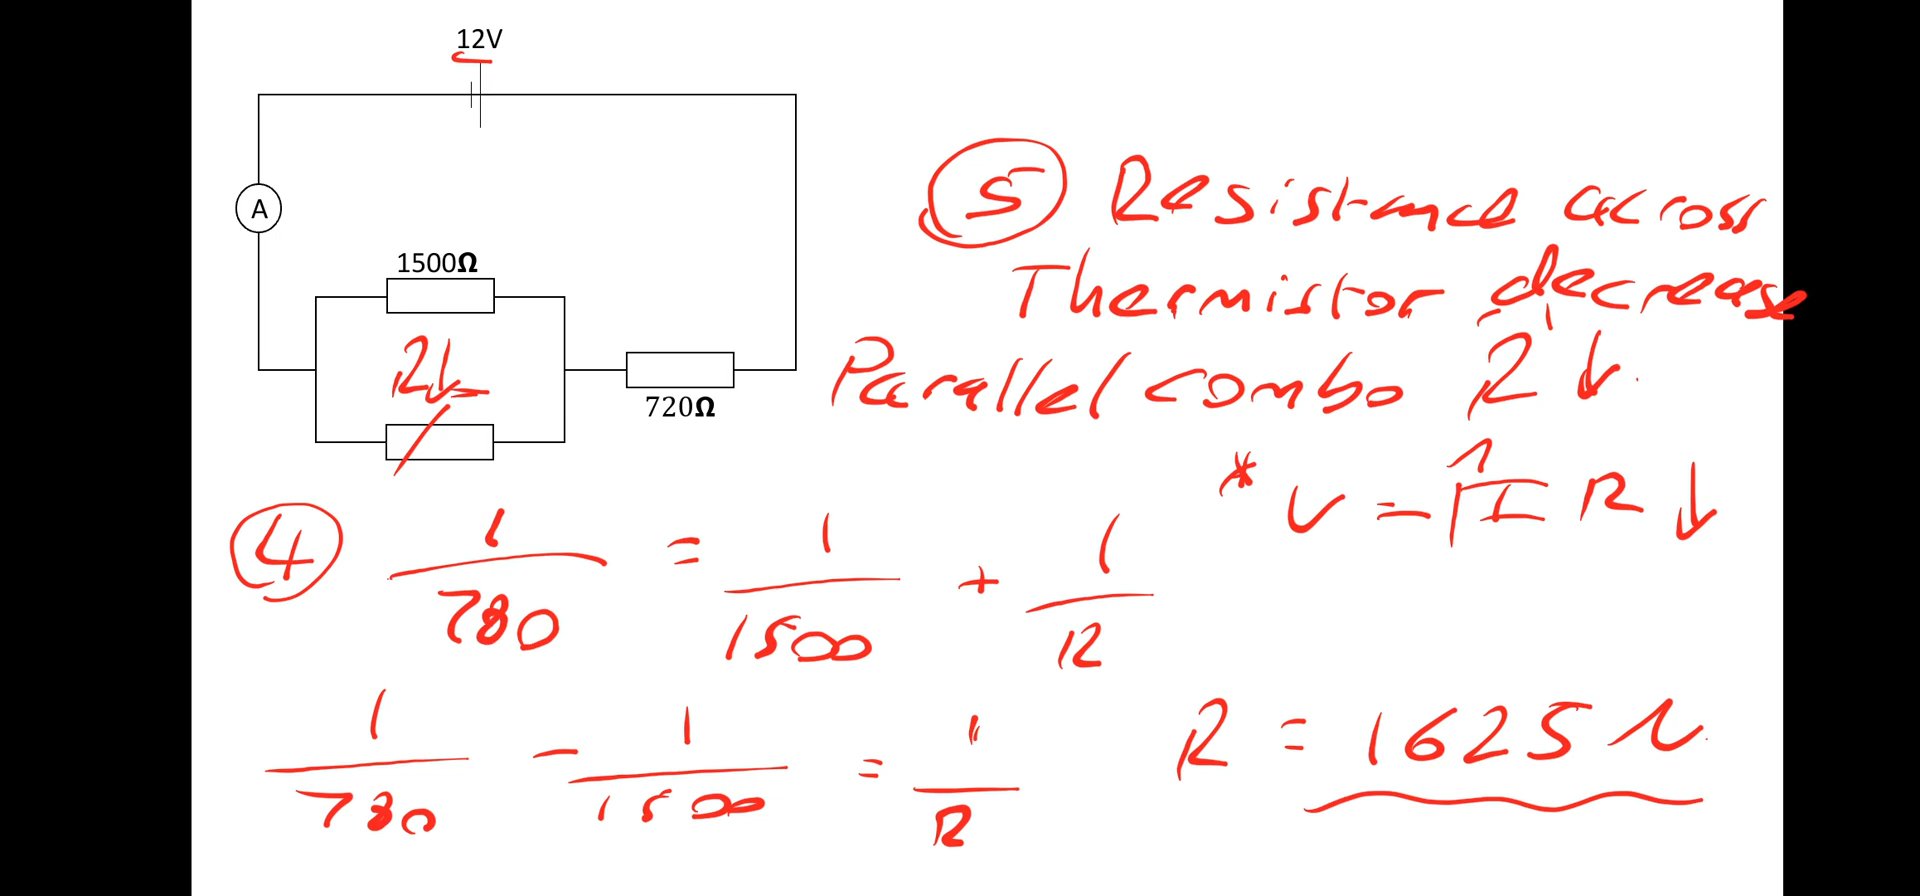 12V
A
1500Ω
720Ω
5 Resistance across
Thermistor decrease
Parallel combo R ↓
* V = I R ↓
4 1/780 = 1/1500 + 1/R
1/780 - 1/1500 = 1/R
R = 1625